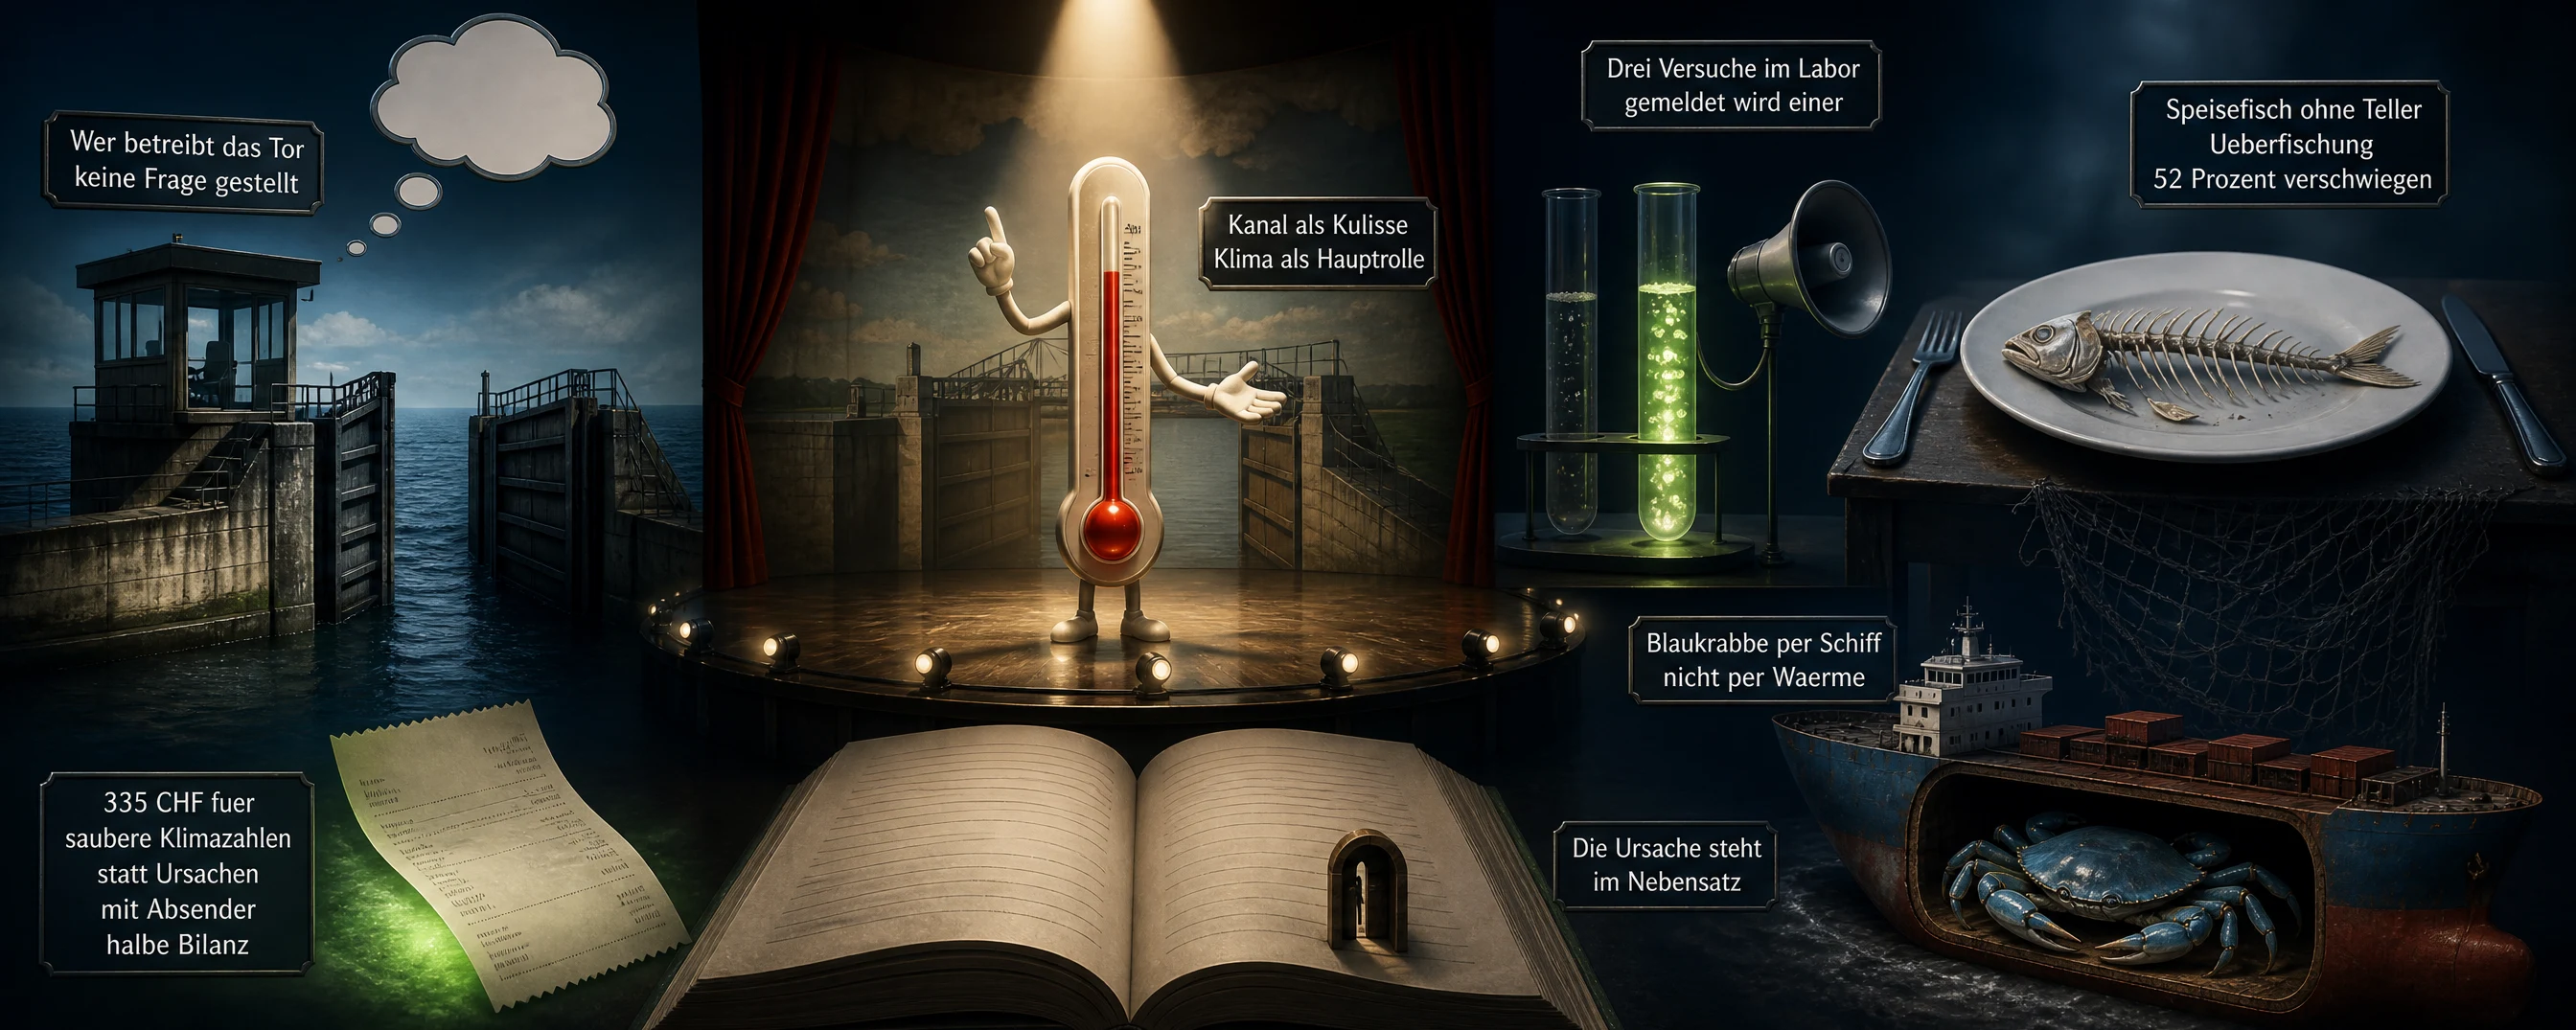 Wer betreibt das Tor
keine Frage gestellt
Kanal als Kulisse
Klima als Hauptrolle
Drei Versuche im Labor
gemeldet wird einer
Speisefisch ohne Teller
Ueberfischung
52 Prozent verschwiegen
Blaukrabbe per Schiff
nicht per Waerme
335 CHF fuer
saubere Klimazahlen
statt Ursachen
mit Absender
halbe Bilanz
Die Ursache steht
im Nebensatz